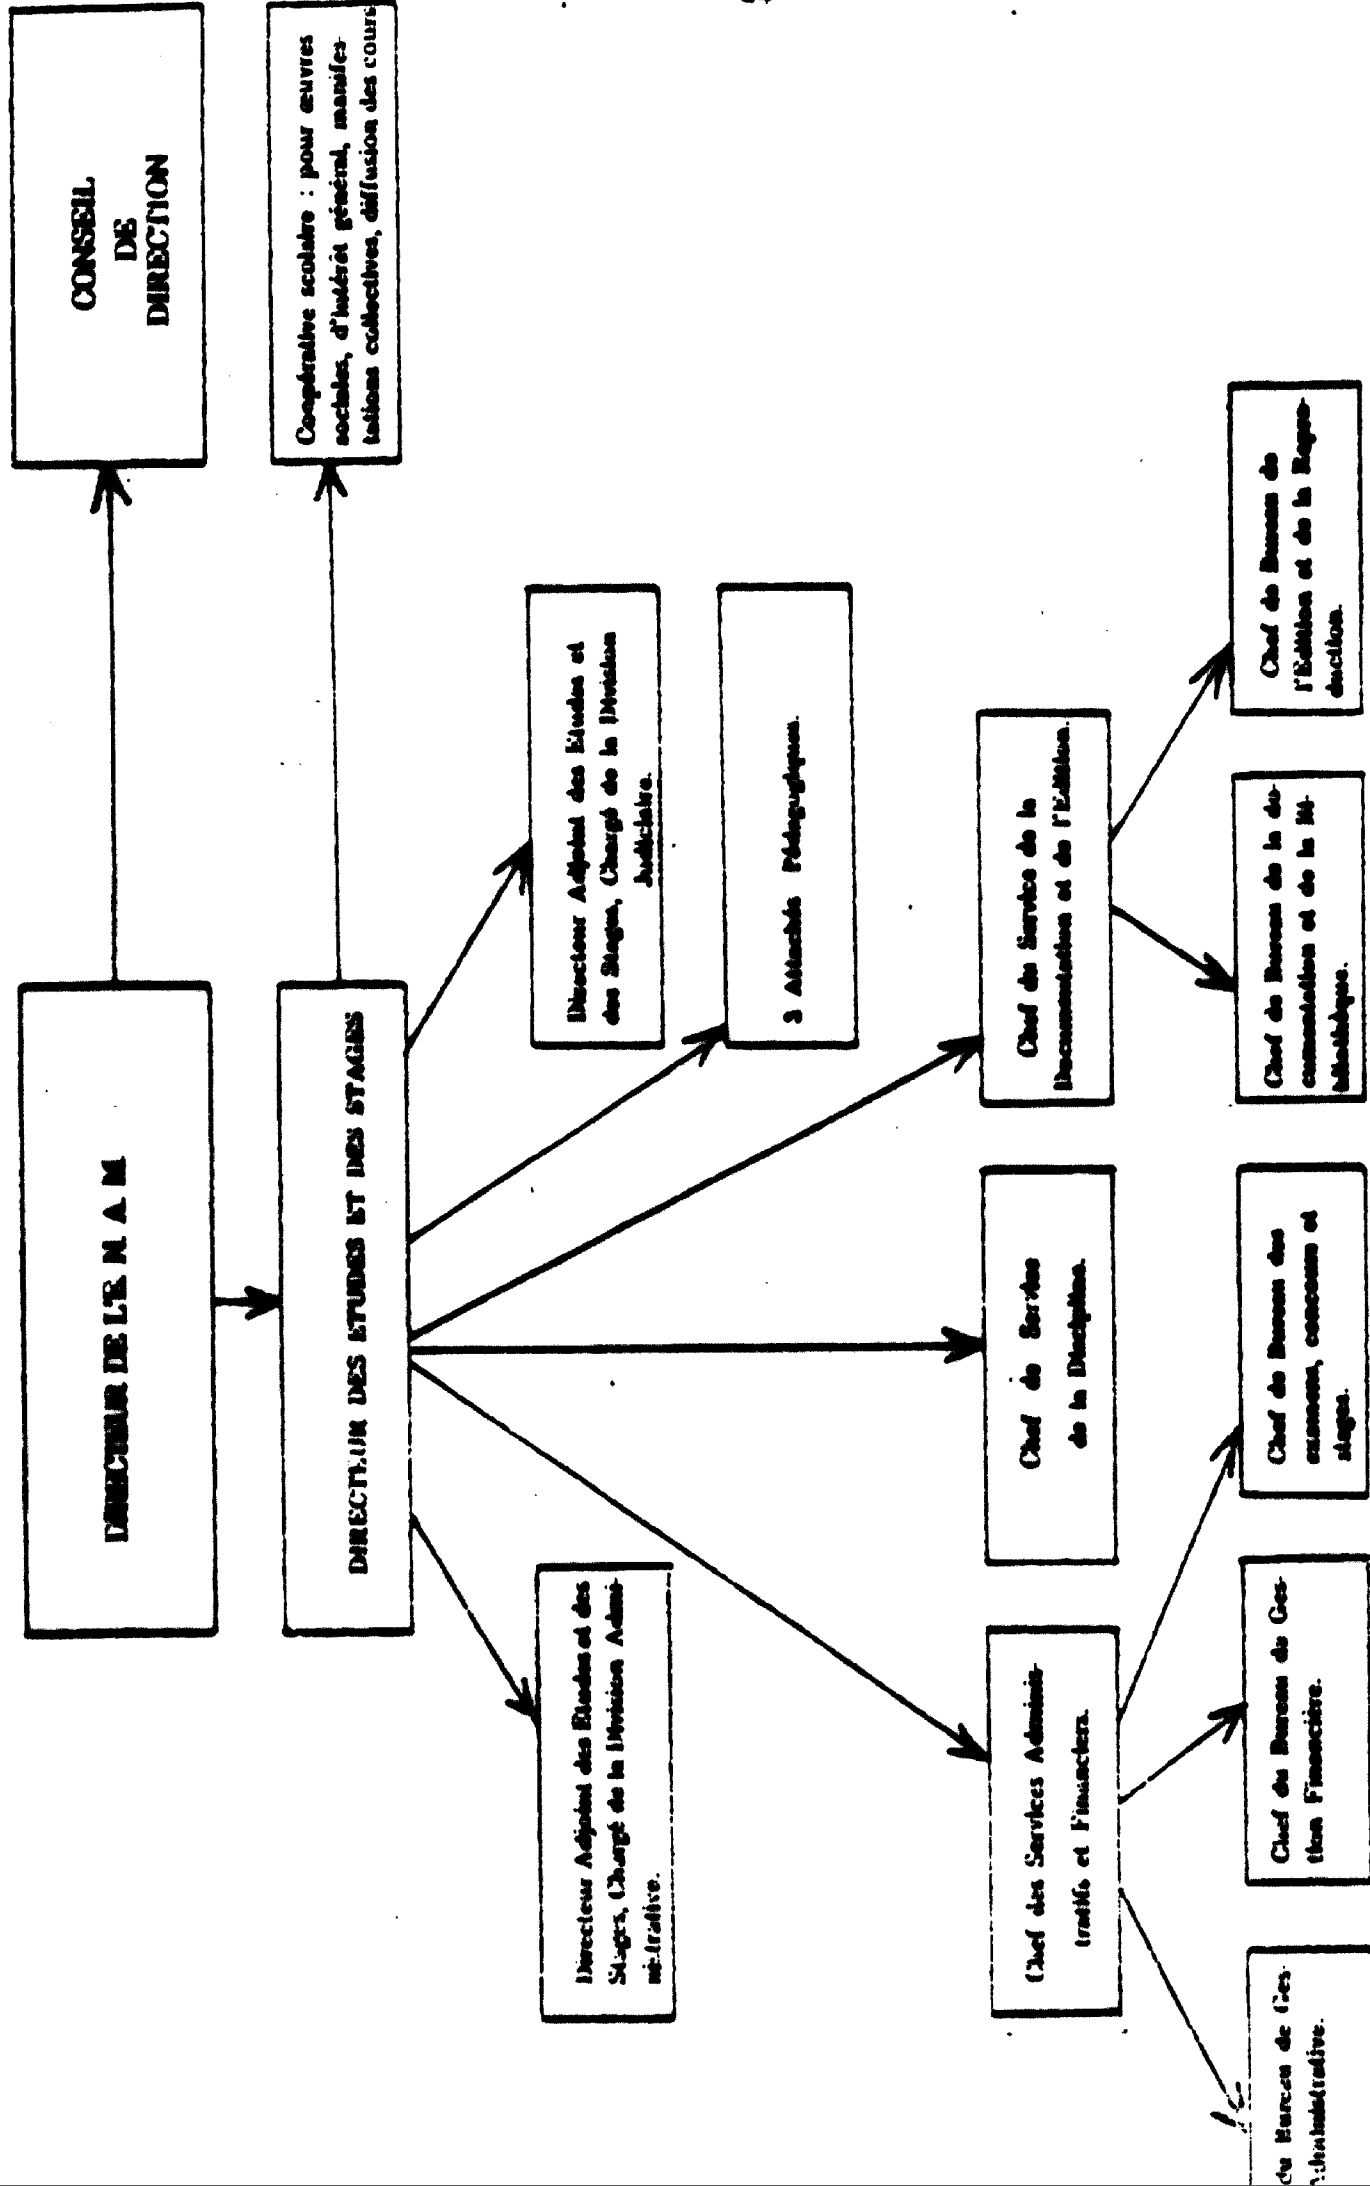 CONSEIL
DE
DIRECTION
DIRECTEUR DE L'E N A M
Coopérative scolaire : pour œuvres
sociales, d'intérêt général, manifes-
tations collectives, diffusion des cours
DIRECTEUR DES ETUDES ET DES STAGES
Directeur Adjoint des Etudes et des
Stages, Chargé de la Division Admi-
nistrative.
Directeur Adjoint des Etudes et
des Stages, Chargé de la Division
Judiciaire.
3 Attachés Pédagogiques.
Chef des Services Adminis-
tratifs et Financiers.
Chef de Service
de la Discipline.
Chef du Service de la
Documentation et de l'Edition.
du Bureau de Ges-
Administrative.
Chef du Bureau de Ges-
tion Financière.
Chef de Bureau des
examens, concours et
stages.
Chef de Bureau de la do-
cumentation et de la Bi-
bliothèque.
Chef de Bureau de
l'Edition et de la Repro-
duction.